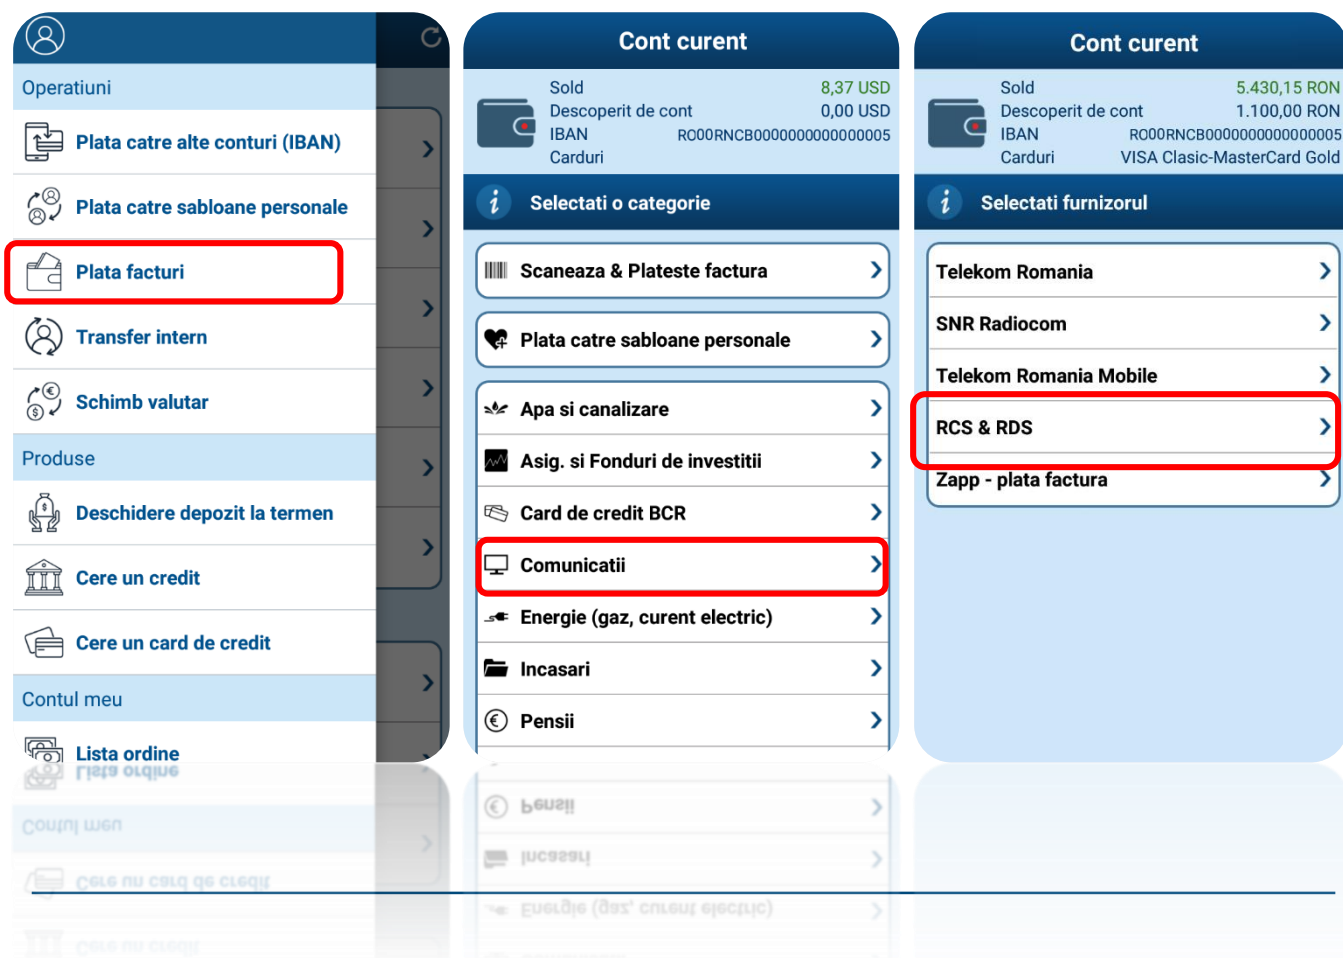 Operatiuni
Plata catre alte conturi (IBAN)
Plata catre sabloane personale
Plata facturi
Transfer intern
Schimb valutar
Produse
Deschidere depozit la termen
Cere un credit
Cere un card de credit
Contul meu
Lista ordine
Cont curent
Sold 8,37 USD
Descoperit de cont 0,00 USD
IBAN RO00RNCB0000000000000005
Carduri
Selectati o categorie
Scaneaza & Plateste factura
Plata catre sabloane personale
Apa si canalizare
Asig. si Fonduri de investitii
Card de credit BCR
Comunicatii
Energie (gaz, curent electric)
Incasari
Pensii
Cont curent
Sold 5.430,15 RON
Descoperit de cont 1.100,00 RON
IBAN RO00RNCB0000000000000005
Carduri VISA Clasic-MasterCard Gold
Selectati furnizorul
Telekom Romania
SNR Radiocom
Telekom Romania Mobile
RCS & RDS
Zapp - plata factura